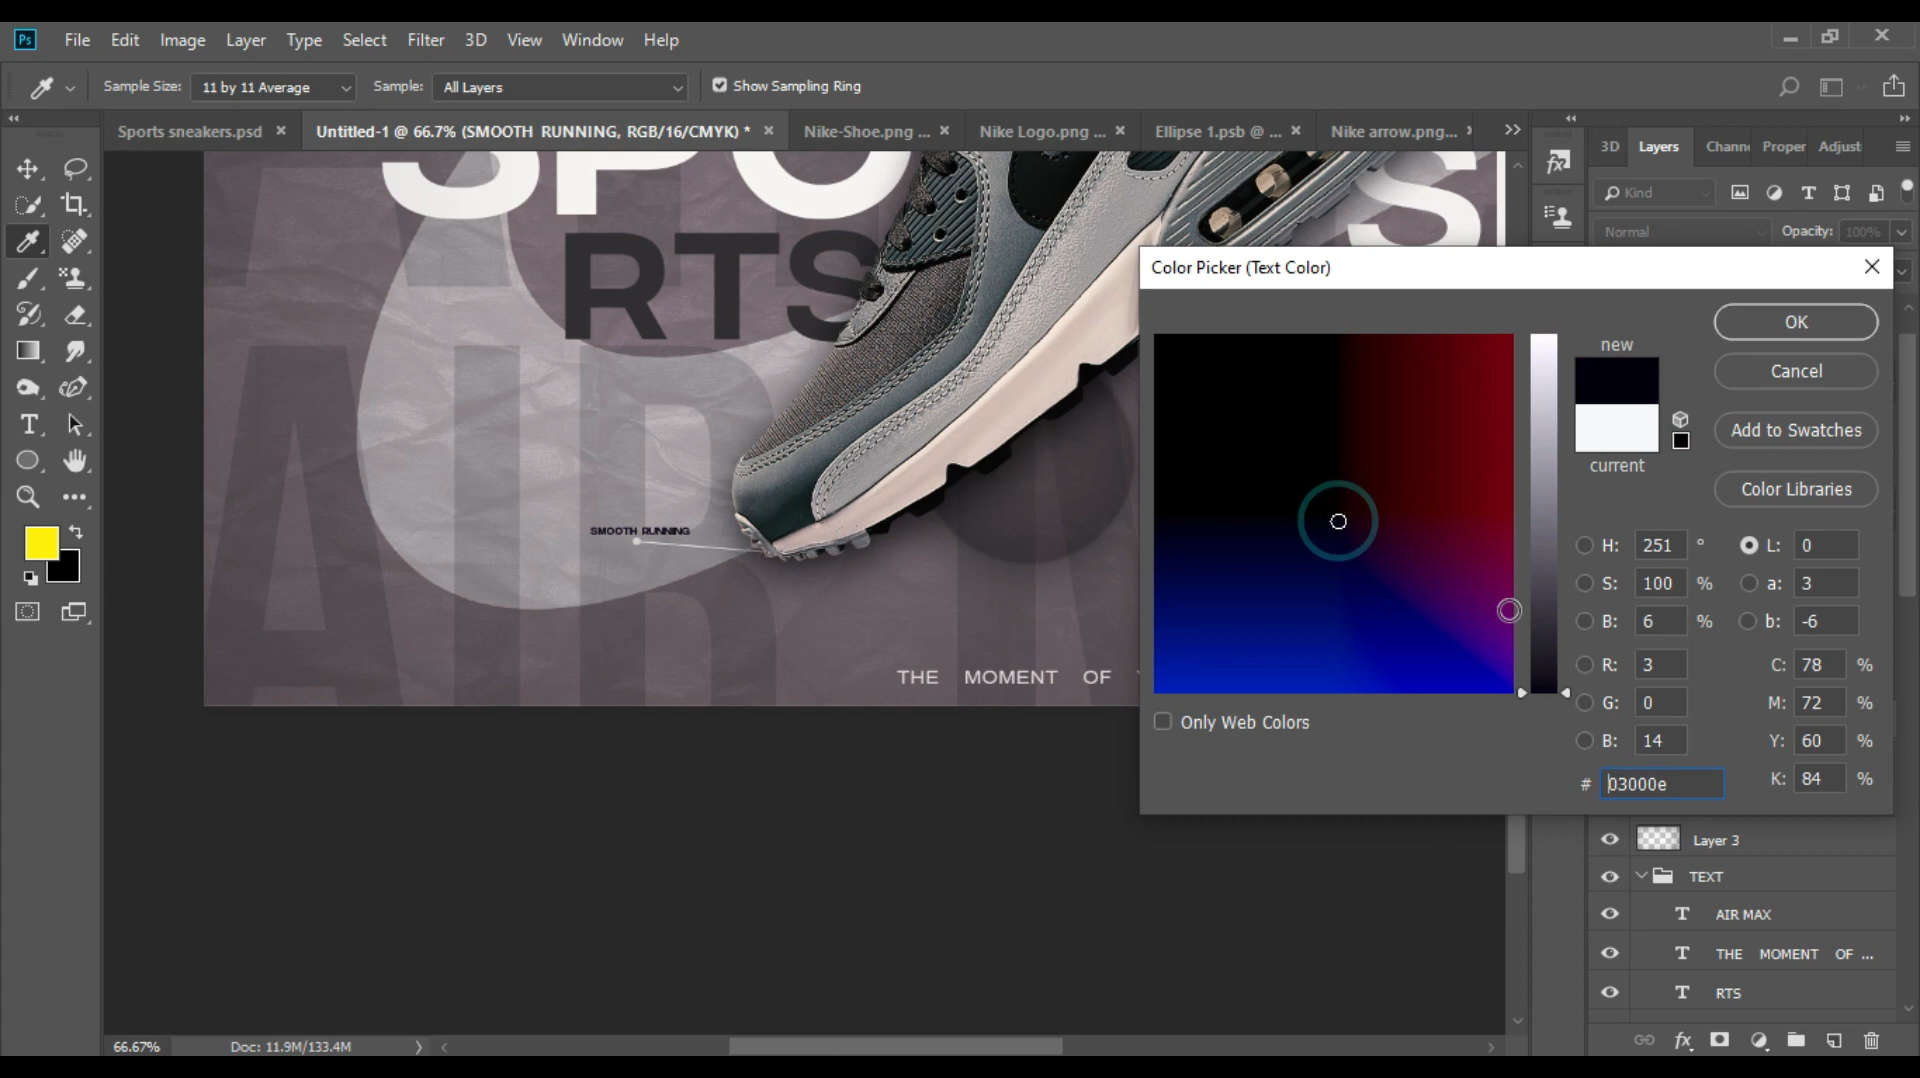 Ps File Edit Image Layer Type Select Filter 3D View Window Help
Sample Size: 11 by 11 Average Sample: All Layers Show Sampling Ring
Sports sneakers.psd Untitled-1 @ 66.7% (SMOOTH RUNNING, RGB/16/CMYK) * Nike-Shoe.png ... Nike Logo.png ... Ellipse 1.psb @ ... Nike arrow.png...
3D Layers Chann Proper Adjust
Kind
Normal Opacity: 100%
SPO S
RTS
AIR
SMOOTH RUNNING
THE MOMENT OF
Color Picker (Text Color)
new
current
OK
Cancel
Add to Swatches
Color Libraries
H: 251 ° L: 0
S: 100 % a: 3
B: 6 % b: -6
R: 3 C: 78 %
G: 0 M: 72 %
B: 14 Y: 60 %
# 03000e K: 84 %
Only Web Colors
Layer 3
TEXT
T AIR MAX
T THE MOMENT OF ...
T RTS
66.67% Doc: 11.9M/133.4M
fx